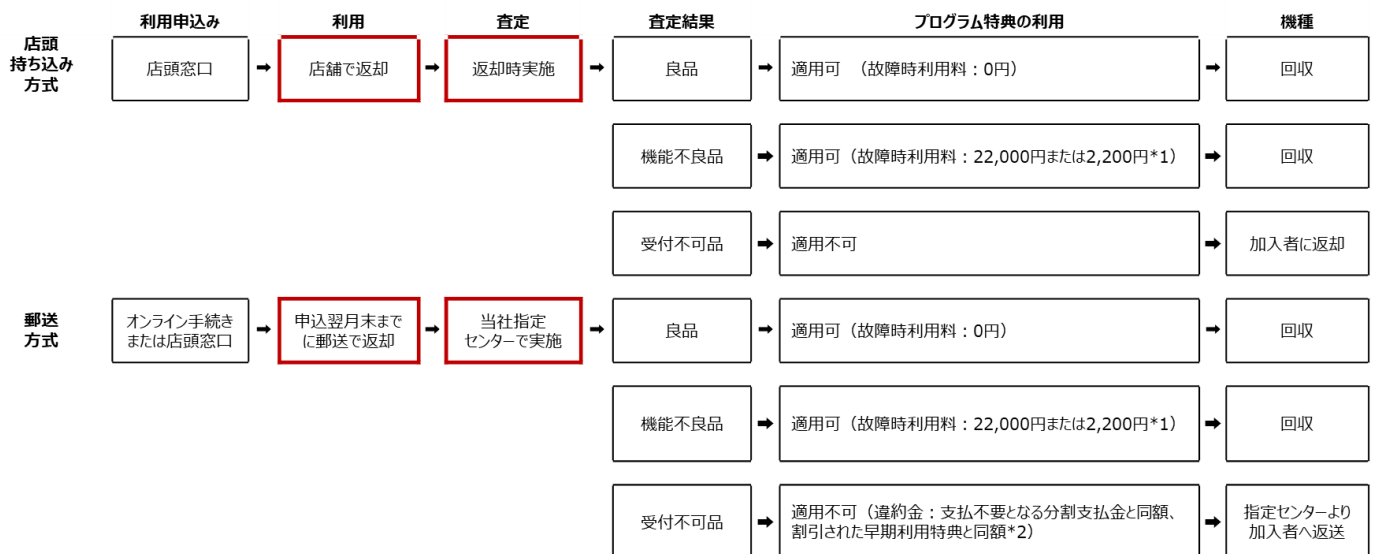 利用申込み 利用 査定 査定結果 プログラム特典の利用 機種
店頭
持ち込み
方式
店頭窓口 ➡ 店舗で返却 ➡ 返却時実施 ➡ 良品 ➡ 適用可 （故障時利用料：0円） ➡ 回収
機能不良品 ➡ 適用可（故障時利用料：22,000円または2,200円*1） ➡ 回収
受付不可品 ➡ 適用不可 ➡ 加入者に返却
郵送
方式
オンライン手続き
または店頭窓口
➡
申込翌月末まで
に郵送で返却
➡
当社指定
センターで実施
➡
良品 ➡ 適用可（故障時利用料：0円） ➡ 回収
機能不良品 ➡ 適用可（故障時利用料：22,000円または2,200円*1） ➡ 回収
受付不可品 ➡
適用不可（違約金：支払不要となる分割支払金と同額、
割引された早期利用特典と同額*2）
➡
指定センターより
加入者へ返送